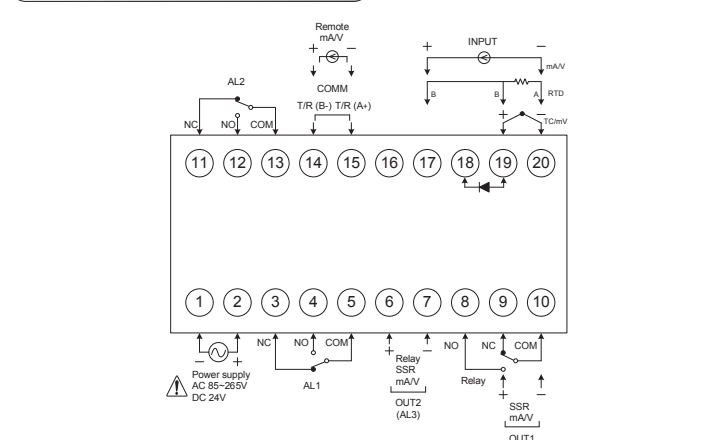 Remote
mA/V
+ −
INPUT
+ −
mA/V
AL2
COMM
B B A RTD
T/R (B-) T/R (A+)
NC NO COM
+ − TC/mV
11 12 13 14 15 16 17 18 19 20
1 2 3 4 5 6 7 8 9 10
NC NO COM
NO NC COM
− +
+ −
Power supply
AC 85~265V
DC 24V
AL1
Relay
SSR
mA/V
OUT2
(AL3)
Relay
+ −
SSR
mA/V
OUT1